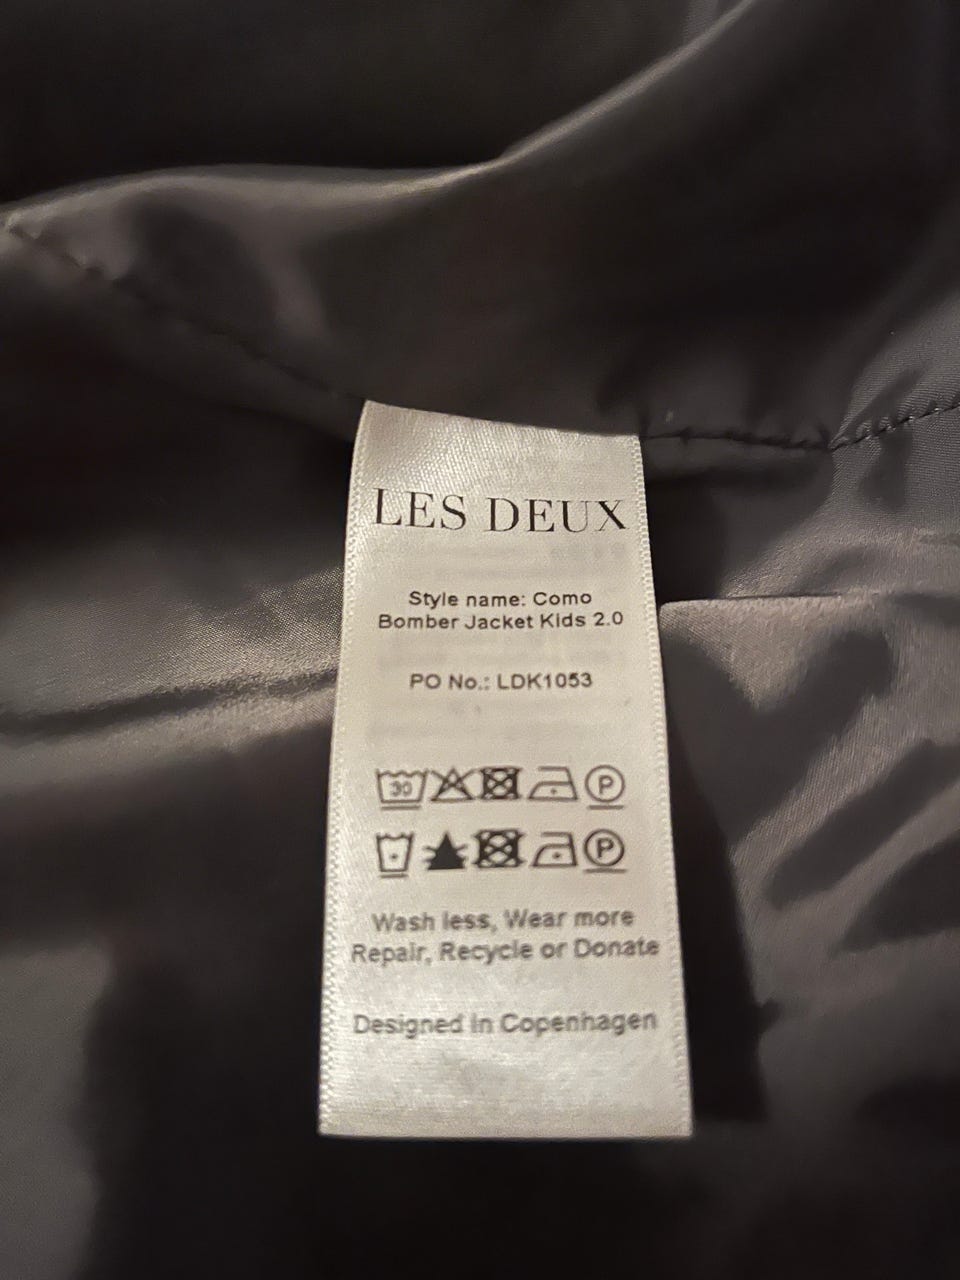 LES DEUX
Style name: Como
Bomber Jacket Kids 2.0
PO No.: LDK1053
30 P
P
Wash less, Wear more
Repair, Recycle or Donate
Designed in Copenhagen